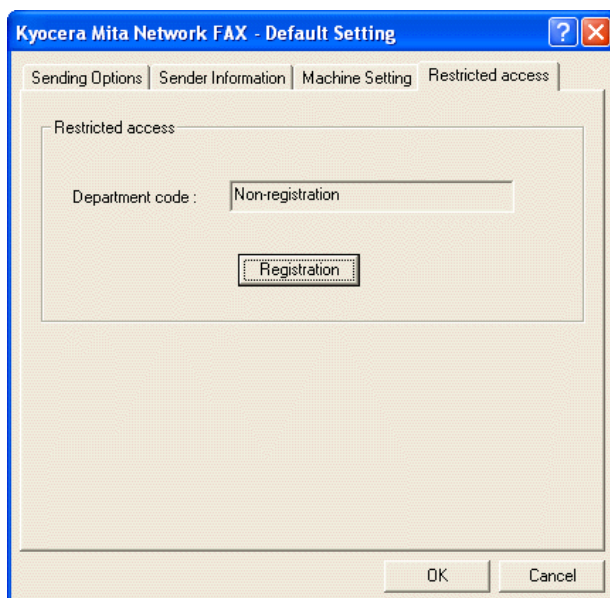 Kyocera Mita Network FAX - Default Setting
Sending Options Sender Information Machine Setting Restricted access
Restricted access
Department code : Non-registration
Registration
OK Cancel